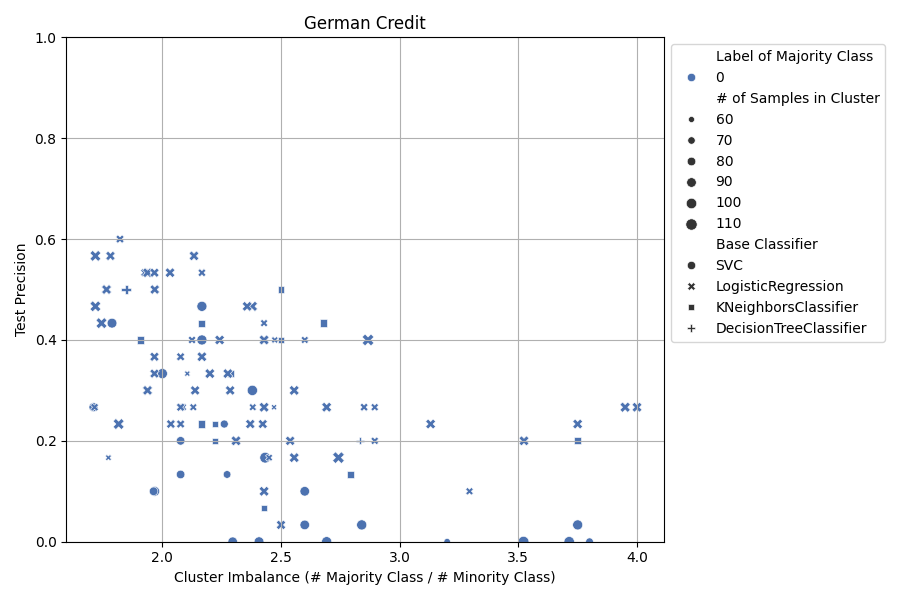 German Credit
1.0
0.8
0.6
0.4
0.2
0.0
Test Precision
2.0
2.5
3.0
3.5
4.0
Cluster Imbalance (# Majority Class / # Minority Class)
Label of Majority Class
0
# of Samples in Cluster
60
70
80
90
100
110
Base Classifier
SVC
LogisticRegression
KNeighborsClassifier
DecisionTreeClassifier